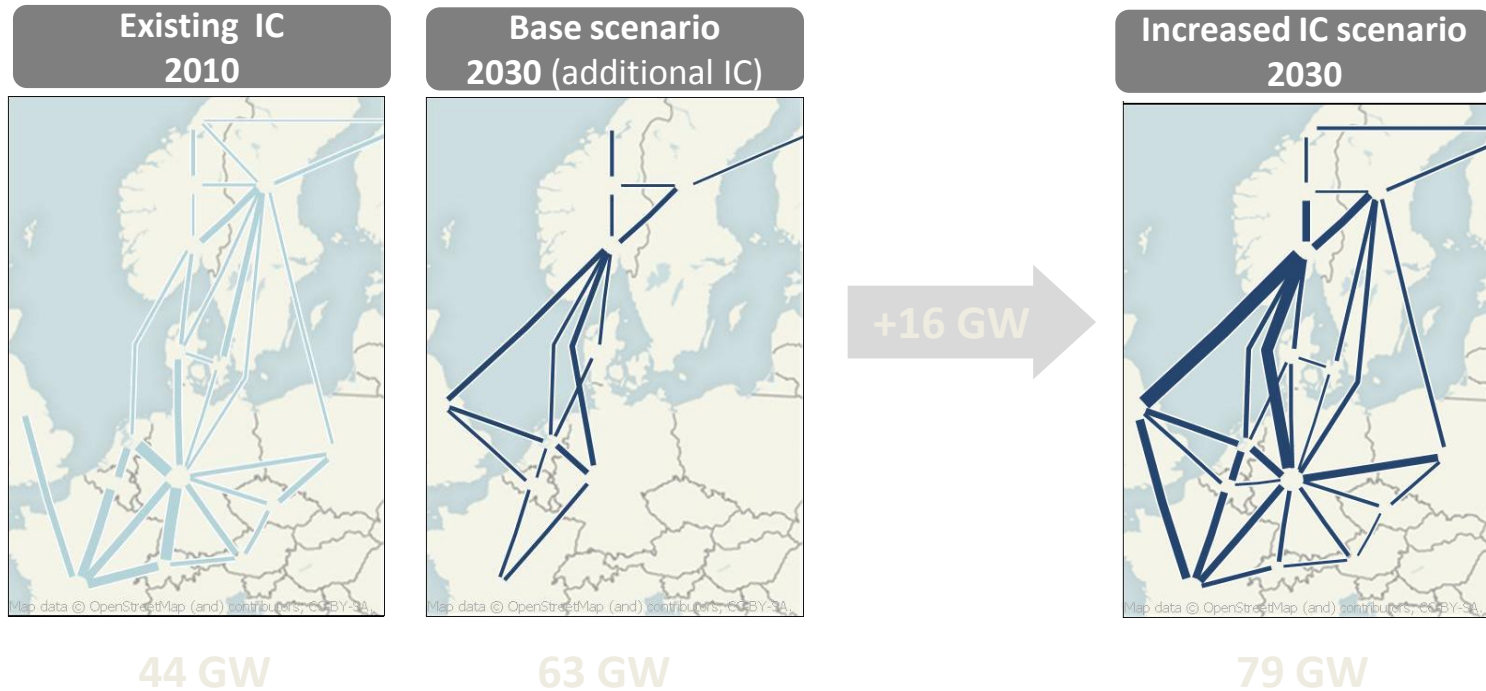 Existing IC
2010
Base scenario
2030 (additional IC)
Increased IC scenario
2030
+16 GW
Map data © OpenStreetMap (and) contributors, CC-BY-SA,
Map data © OpenStreetMap (and) contributors, CC-BY-SA,
Map data © OpenStreetMap (and) contributors, CC-BY-SA,
44 GW
63 GW
79 GW